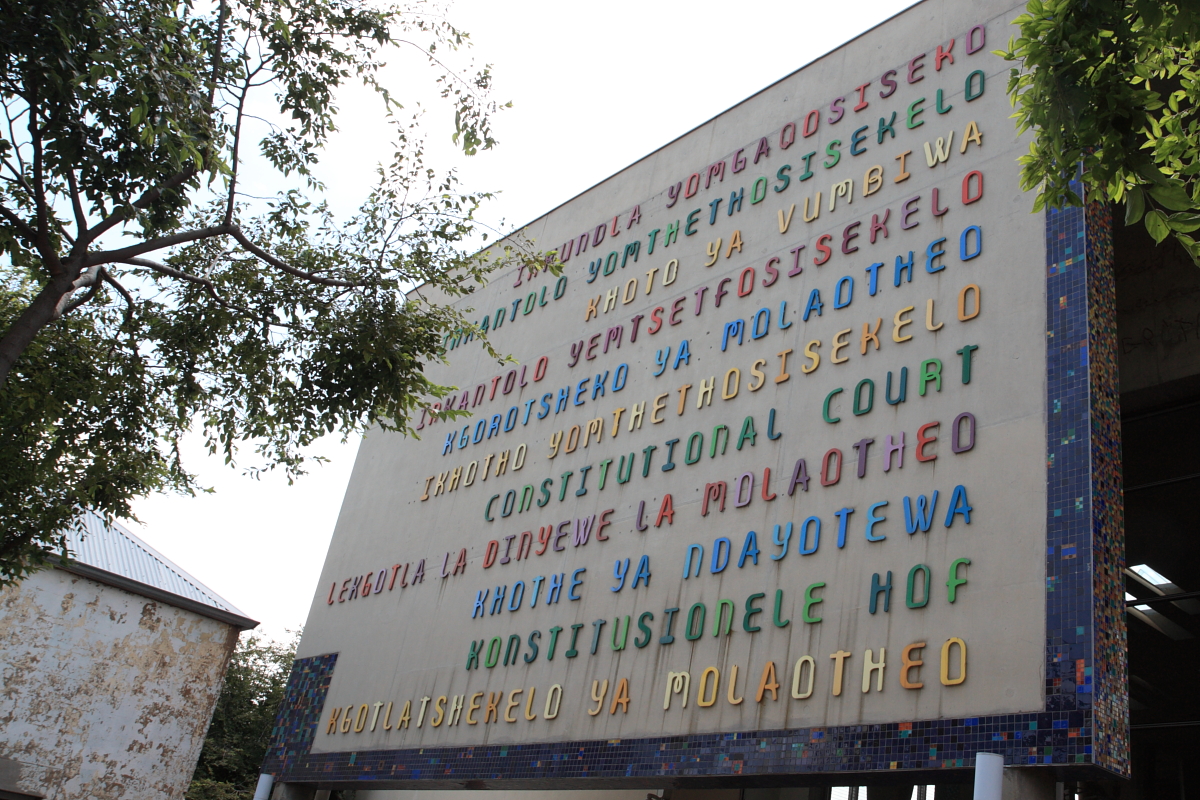 INKUNDLA YOMGAQOSISEKO
INKANTOLO YOMTHETHOSISEKELO
KHOTO YA VUMBIWA
INKANTOLO YEMTSETFOSISEKELO
KGOROTSHEKO YA MOLAOTHEO
IKHOTHO YOMTHETHOSISEKELO
CONSTITUTIONAL COURT
LEKGOTLA LA DINYEWE LA MOLAOTHEO
KHOTHE YA NDAYOTEWA
KONSTITUSIONELE HOF
KGOTLATSHEKELO YA MOLAOTHEO